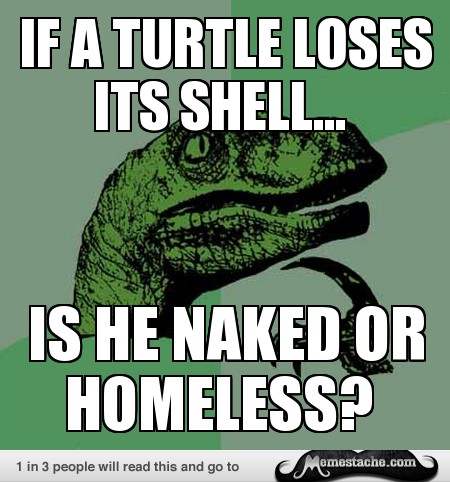 IF A TURTLE LOSES
ITS SHELL...
IS HE NAKED OR
HOMELESS?
1 in 3 people will read this and go to Memestache.com